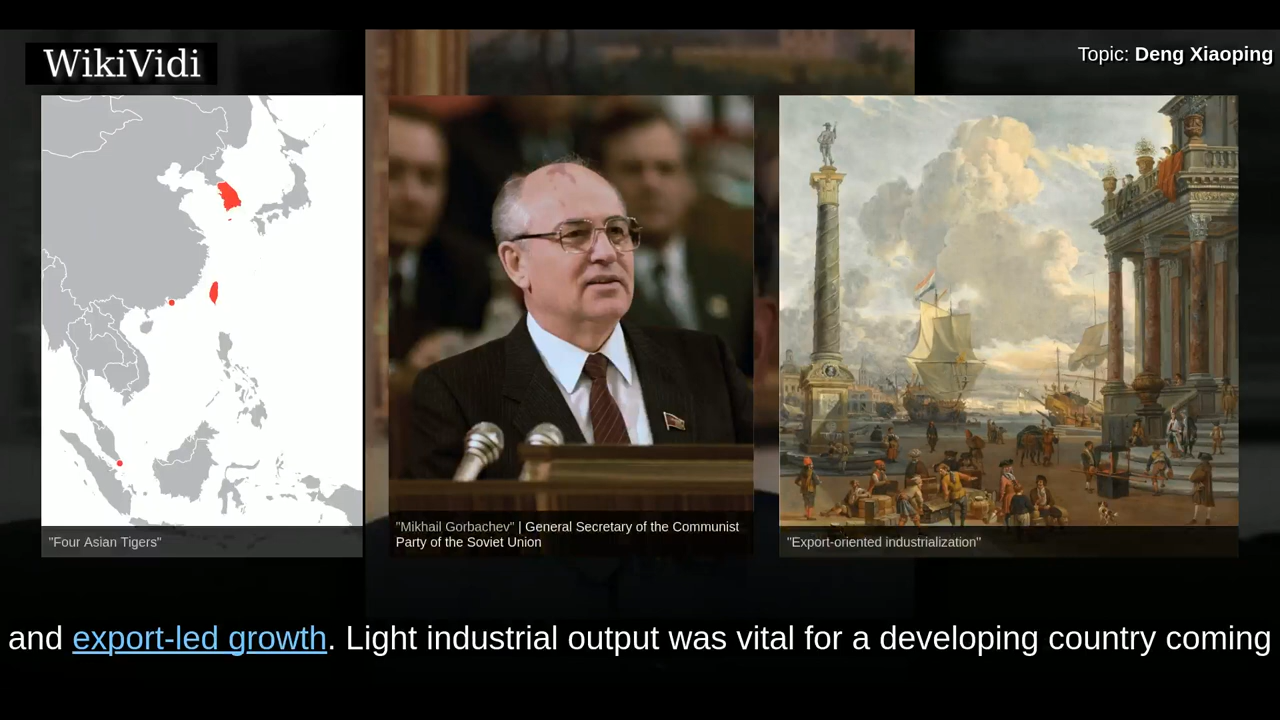 WikiVidi
Topic: Deng Xiaoping
"Four Asian Tigers"
"Mikhail Gorbachev" | General Secretary of the Communist
Party of the Soviet Union
"Export-oriented industrialization"
and export-led growth. Light industrial output was vital for a developing country coming